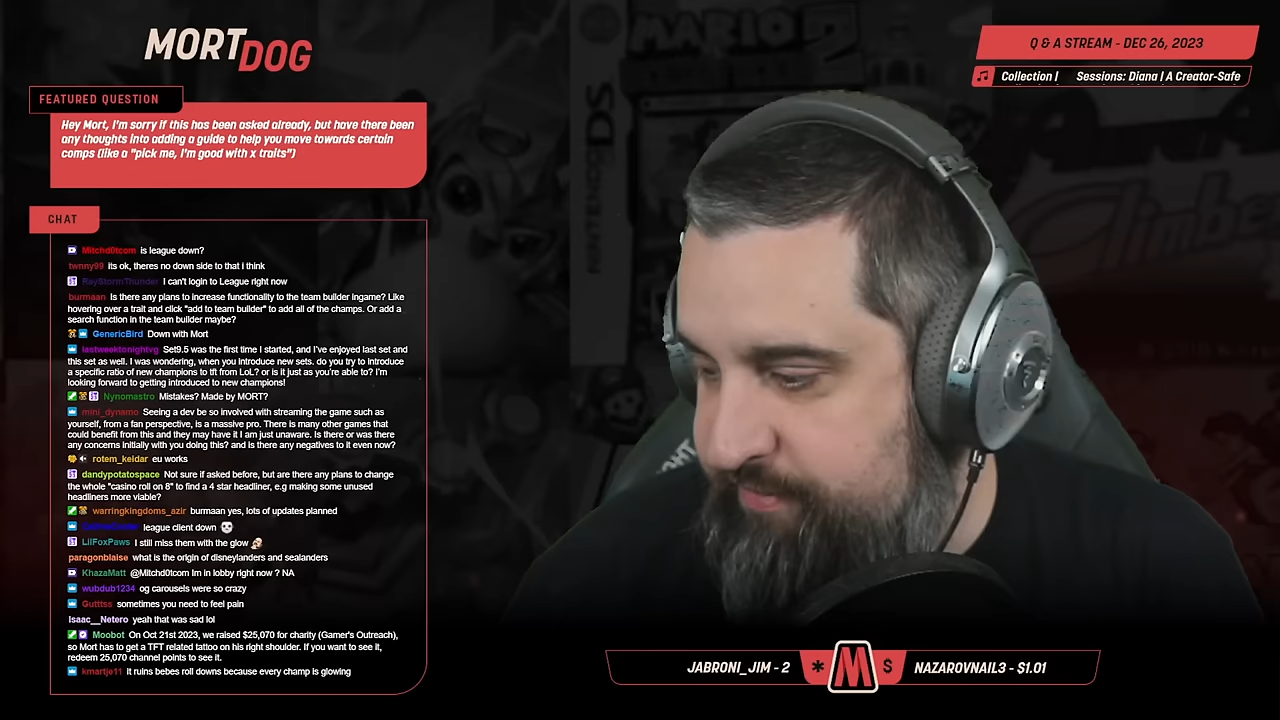 MORTDOG
Q & A STREAM - DEC 26, 2023
Collection | Sessions: Diana | A Creator-Safe
FEATURED QUESTION
Hey Mort, I'm sorry if this has been asked already, but have there been
any thoughts into adding a guide to help you move towards certain
comps (like a "pick me, I'm good with x traits")
CHAT
Mitchd0tcom is league down?
twnny99 its ok, theres no down side to that i think
RayStormThunder I can't login to League right now
burmaan Is there any plans to increase functionality to the team builder ingame? Like
hovering over a trait and click "add to team builder" to add all of the champs. Or add a
search function in the team builder maybe?
GenericBird Down with Mort
lastweektonightvg Set9.5 was the first time I started, and I've enjoyed last set and
this set as well. I was wondering, when you introduce new sets, do you try to introduce
a specific ratio of new champions to tft from LoL? or is it just as you're able? I'm
looking forward to getting introduced to new champions!
Nynomastro Mistakes? Made by MORT?
mini_dynamo Seeing a dev be so involved with streaming the game such as
yourself, from a fan perspective, is a massive pro. There is many other games that
could benefit from this and they may have it I am just unaware. Is there or was there
any concerns initially with you doing this? and is there any negatives to it even now?
rotem_keidar eu works
dandypotatospace Not sure if asked before, but are there any plans to change
the whole "casino roll on 8" to find a 4 star headliner, e.g making some unused
headliners more viable?
warringkingdoms_azir burmaan yes, lots of updates planned
league client down
LilFoxPaws I still miss them with the glow
paragonblaise what is the origin of disneylanders and sealanders
KhazaMatt @Mitchd0tcom Im in lobby right now ? NA
wubdub1234 og carousels were so crazy
Gutttss sometimes you need to feel pain
Isaac__Netero yeah that was sad lol
Moobot On Oct 21st 2023, we raised $25,070 for charity (Gamer's Outreach),
so Mort has to get a TFT related tattoo on his right shoulder. If you want to see it,
redeem 25,070 channel points to see it.
kmartje11 It ruins bebes roll downs because every champ is glowing
JABRONI_JIM - 2 * M $ NAZAROVNAIL3 - $1.01
MARIO
NINTENDO DS